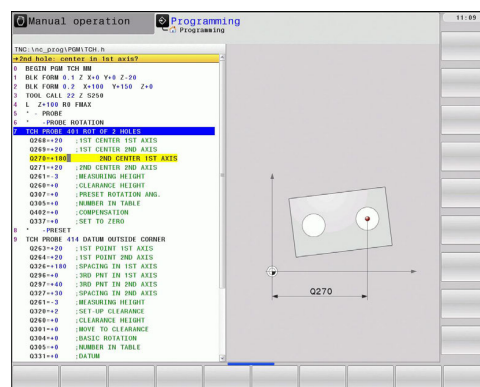 Manual operation
Programming
Programming
11:09
TNC:\nc_prog\PGM\TCH.h
→2nd hole: center in 1st axis?
0 BEGIN PGM TCH MM
1 BLK FORM 0.1 Z X+0 Y+0 Z-20
2 BLK FORM 0.2 X+100 Y+150 Z+0
3 TOOL CALL 22 Z S250
4 L Z+100 R0 FMAX
5 * - PROBE
6 * -PROBE ROTATION
7 TCH PROBE 401 ROT OF 2 HOLES
Q268=+20 ;1ST CENTER 1ST AXIS
Q269=+20 ;1ST CENTER 2ND AXIS
Q270=+180 2ND CENTER 1ST AXIS
Q271=+20 ;2ND CENTER 2ND AXIS
Q261=-3 ;MEASURING HEIGHT
Q260=+0 ;CLEARANCE HEIGHT
Q307=+0 ;PRESET ROTATION ANG.
Q305=+0 ;NUMBER IN TABLE
Q402=+0 ;COMPENSATION
Q337=+0 ;SET TO ZERO
8 * -PRESET
9 TCH PROBE 414 DATUM OUTSIDE CORNER
Q263=+20 ;1ST POINT 1ST AXIS
Q264=+20 ;1ST POINT 2ND AXIS
Q326=+180 ;SPACING IN 1ST AXIS
Q296=+0 ;3RD PNT IN 1ST AXIS
Q297=+40 ;3RD PNT IN 2ND AXIS
Q327=+30 ;SPACING IN 2ND AXIS
Q261=-3 ;MEASURING HEIGHT
Q320=+2 ;SET-UP CLEARANCE
Q260=+0 ;CLEARANCE HEIGHT
Q301=+0 ;MOVE TO CLEARANCE
Q304=+0 ;BASIC ROTATION
Q305=+0 ;NUMBER IN TABLE
Q331=+0 ;DATUM
Q270